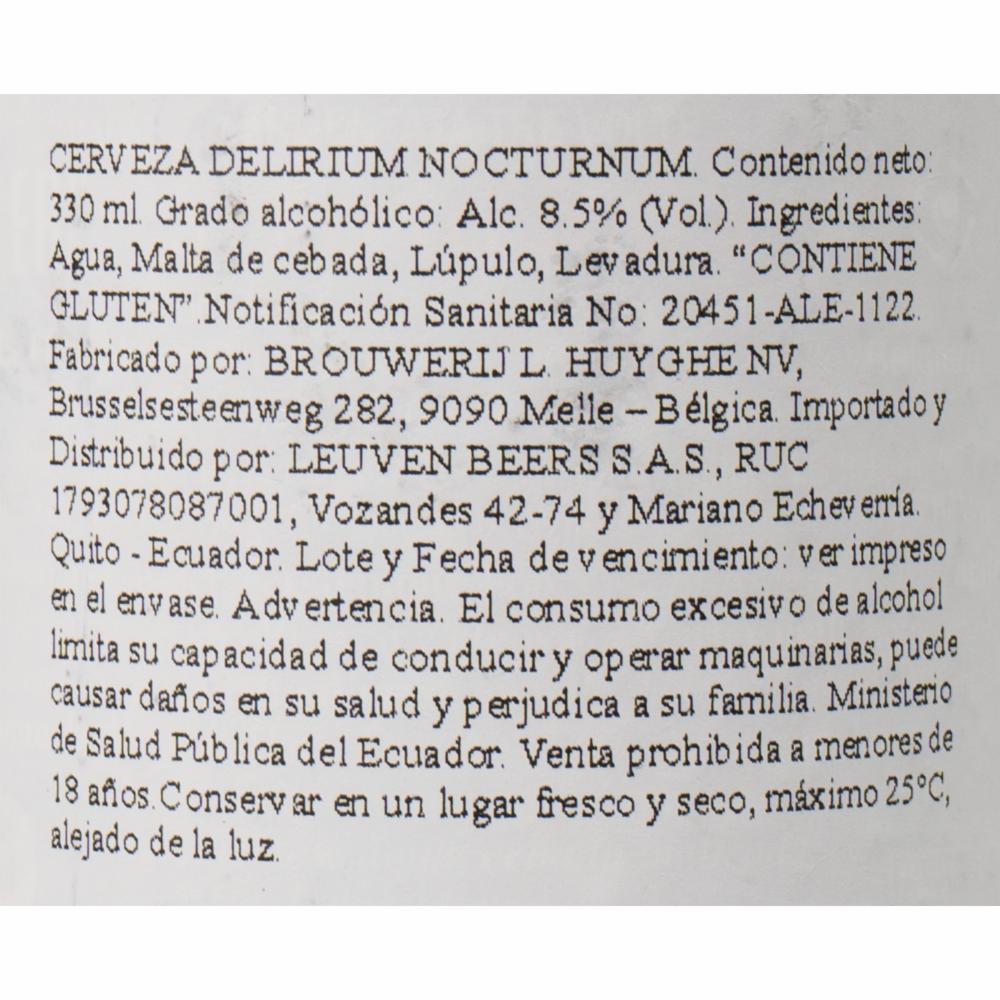 CERVEZA DELIRIUM NOCTURNUM. Contenido neto:
330 ml. Grado alcohólico: Alc. 8.5% (Vol.). Ingredientes:
Agua, Malta de cebada, Lúpulo, Levadura. "CONTIENE
GLUTEN". Notificación Sanitaria No: 20451-ALE-1122.
Fabricado por: BROUWERIJ L. HUYGHE NV,
Brusselsesteenweg 282, 9090 Melle – Bélgica. Importado y
Distribuido por: LEUVEN BEERS S.A.S., RUC
1793078087001, Vozandes 42-74 y Mariano Echeverría.
Quito - Ecuador. Lote y Fecha de vencimiento: ver impreso
en el envase. Advertencia. El consumo excesivo de alcohol
limita su capacidad de conducir y operar maquinarias, puede
causar daños en su salud y perjudica a su familia. Ministerio
de Salud Pública del Ecuador. Venta prohibida a menores de
18 años. Conservar en un lugar fresco y seco, máximo 25°C,
alejado de la luz.